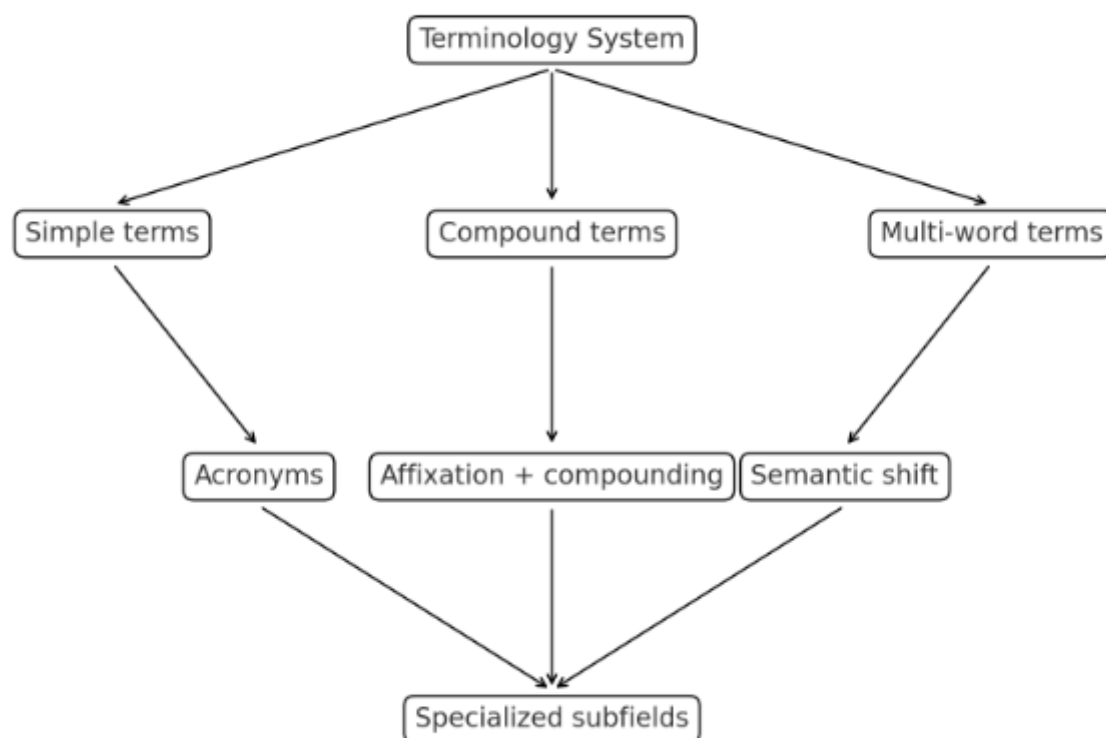 Terminology System
Simple terms
Compound terms
Multi-word terms
Acronyms
Affixation + compounding
Semantic shift
Specialized subfields